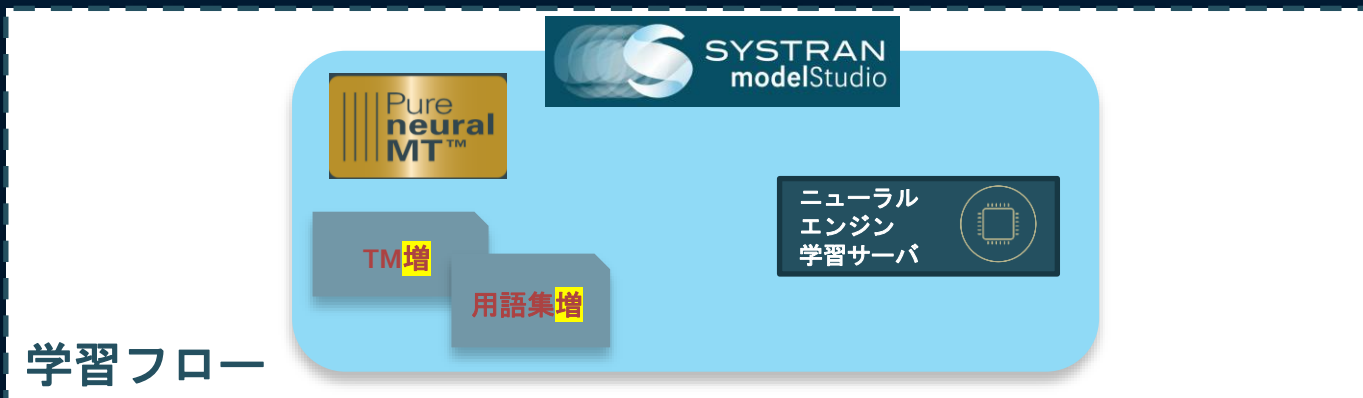 SYSTRAN
modelStudio
Pure
neural
MT™
ニューラル
エンジン
学習サーバ
TM増
用語集増
学習フロー